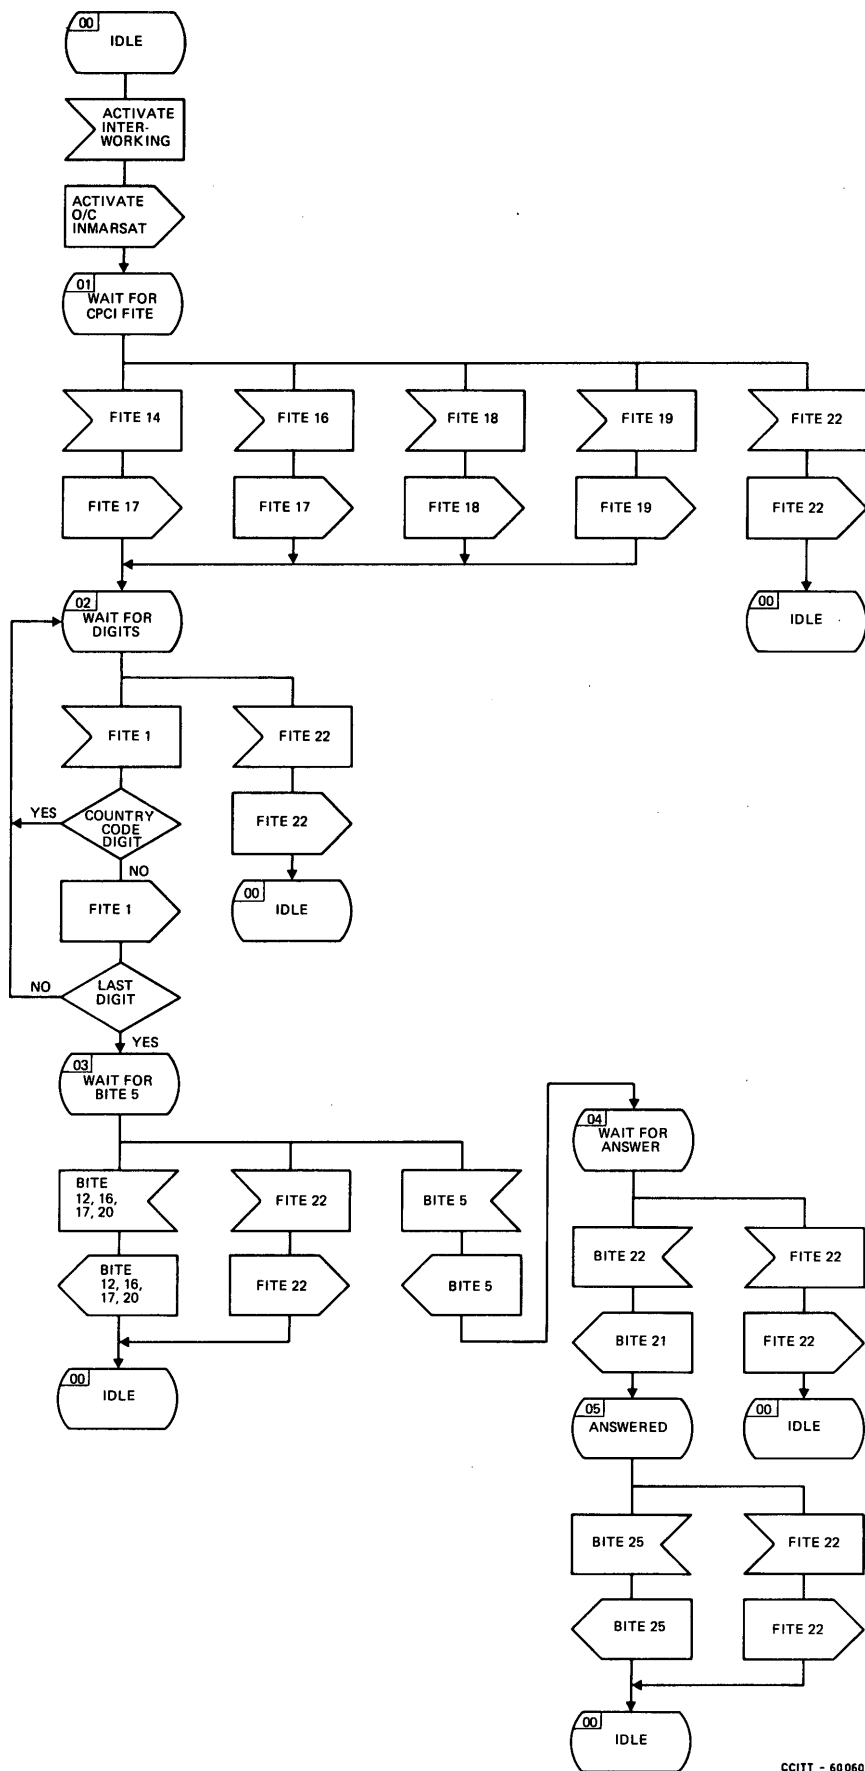 00
IDLE
ACTIVATE
INTER-
WORKING
ACTIVATE
O/C
INMARSAT
01
WAIT FOR
CPCI FITE
FITE 14
FITE 16
FITE 18
FITE 19
FITE 22
FITE 17
FITE 17
FITE 18
FITE 19
FITE 22
02
WAIT FOR
DIGITS
00
IDLE
FITE 1
FITE 22
YES
COUNTRY
CODE
DIGIT
FITE 22
NO
FITE 1
00
IDLE
NO
LAST
DIGIT
YES
03
WAIT FOR
BITE 5
04
WAIT FOR
ANSWER
BITE
12, 16,
17, 20
FITE 22
BITE 5
BITE
12, 16,
17, 20
FITE 22
BITE 5
BITE 22
FITE 22
BITE 21
FITE 22
00
IDLE
05
ANSWERED
00
IDLE
BITE 25
FITE 22
BITE 25
FITE 22
00
IDLE
CCITT - 60060